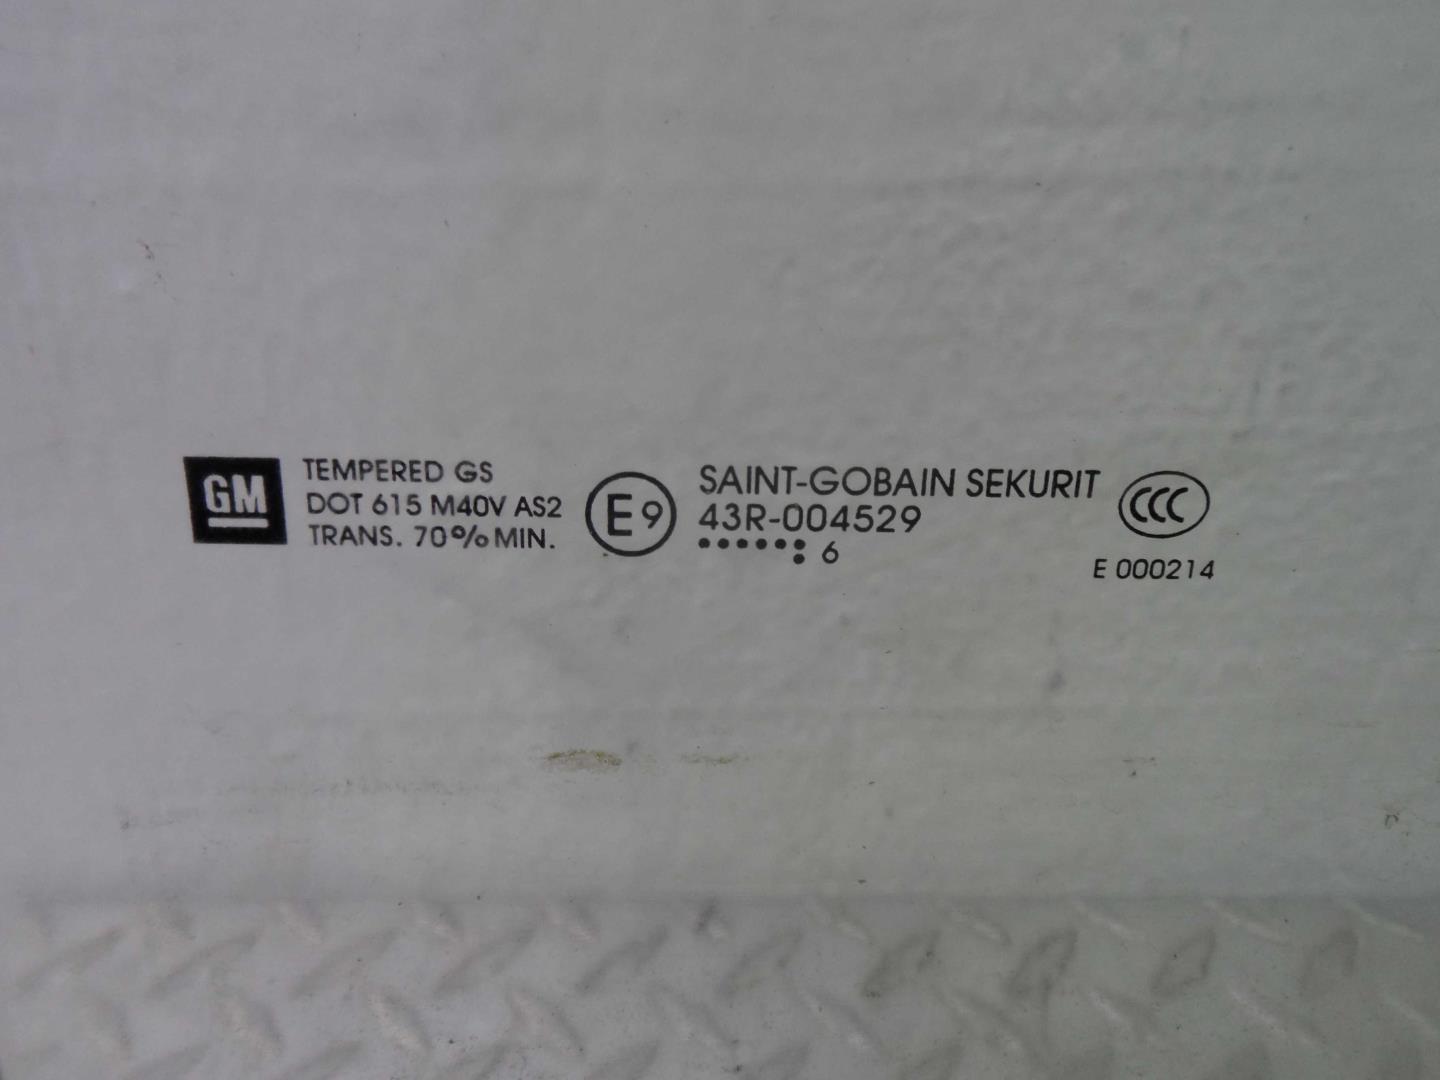 GM
TEMPERED GS
DOT 615 M40V AS2
TRANS. 70% MIN.
E9
SAINT-GOBAIN SEKURIT
43R-004529
•••••• : 6
CCC
E 000214